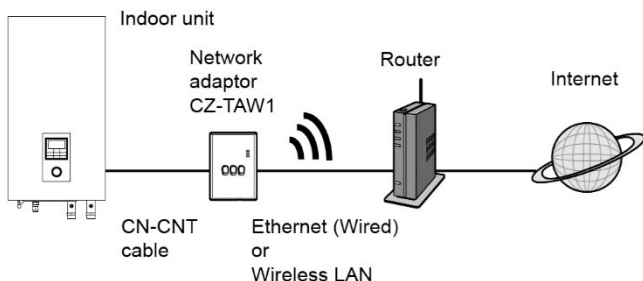 Indoor unit
Network
adaptor
CZ-TAW1
Router
Internet
CN-CNT
cable
Ethernet (Wired)
or
Wireless LAN